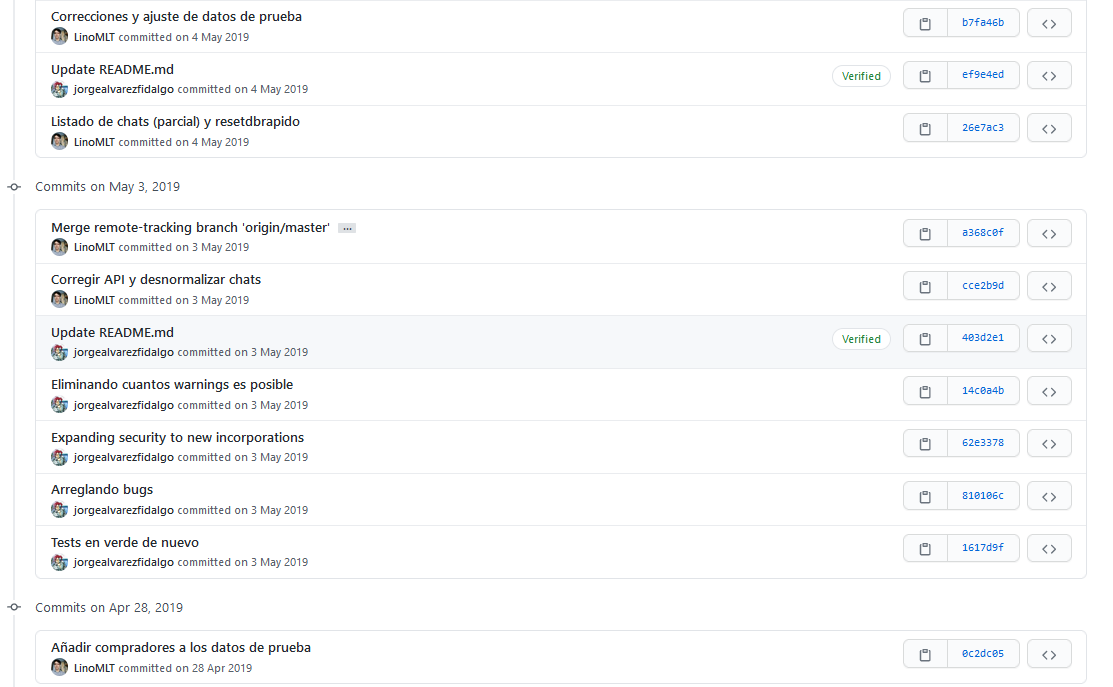 Correcciones y ajuste de datos de prueba
LinoMLT committed on 4 May 2019
b7fa46b
Update README.md
jorgealvarezfidalgo committed on 4 May 2019
Verified
ef9e4ed
Listado de chats (parcial) y resetdbrapido
LinoMLT committed on 4 May 2019
26e7ac3
Commits on May 3, 2019
Merge remote-tracking branch 'origin/master' ...
LinoMLT committed on 3 May 2019
a368c0f
Corregir API y desnormalizar chats
LinoMLT committed on 3 May 2019
cce2b9d
Update README.md
jorgealvarezfidalgo committed on 3 May 2019
Verified
403d2e1
Eliminando cuantos warnings es posible
jorgealvarezfidalgo committed on 3 May 2019
14c0a4b
Expanding security to new incorporations
jorgealvarezfidalgo committed on 3 May 2019
62e3378
Arreglando bugs
jorgealvarezfidalgo committed on 3 May 2019
810106c
Tests en verde de nuevo
jorgealvarezfidalgo committed on 3 May 2019
1617d9f
Commits on Apr 28, 2019
Añadir compradores a los datos de prueba
LinoMLT committed on 28 Apr 2019
0c2dc05